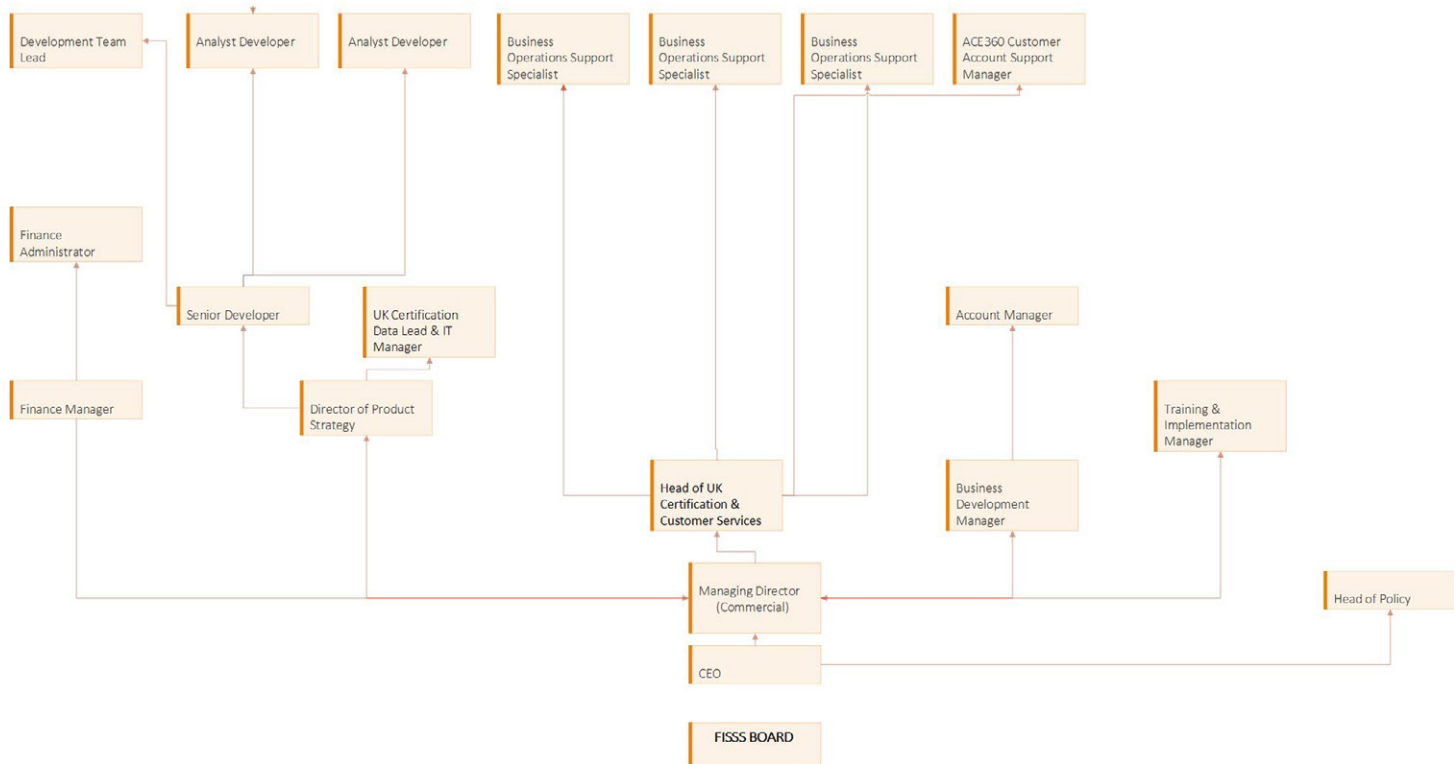 Development Team
Lead
Analyst Developer
Analyst Developer
Business
Operations Support
Specialist
Business
Operations Support
Specialist
Business
Operations Support
Specialist
ACE360 Customer
Account Support
Manager
Finance
Administrator
Senior Developer
UK Certification
Data Lead & IT
Manager
Account Manager
Finance Manager
Director of Product
Strategy
Training &
Implementation
Manager
Head of UK
Certification &
Customer Services
Business
Development
Manager
Managing Director
(Commercial)
Head of Policy
CEO
FISSS BOARD